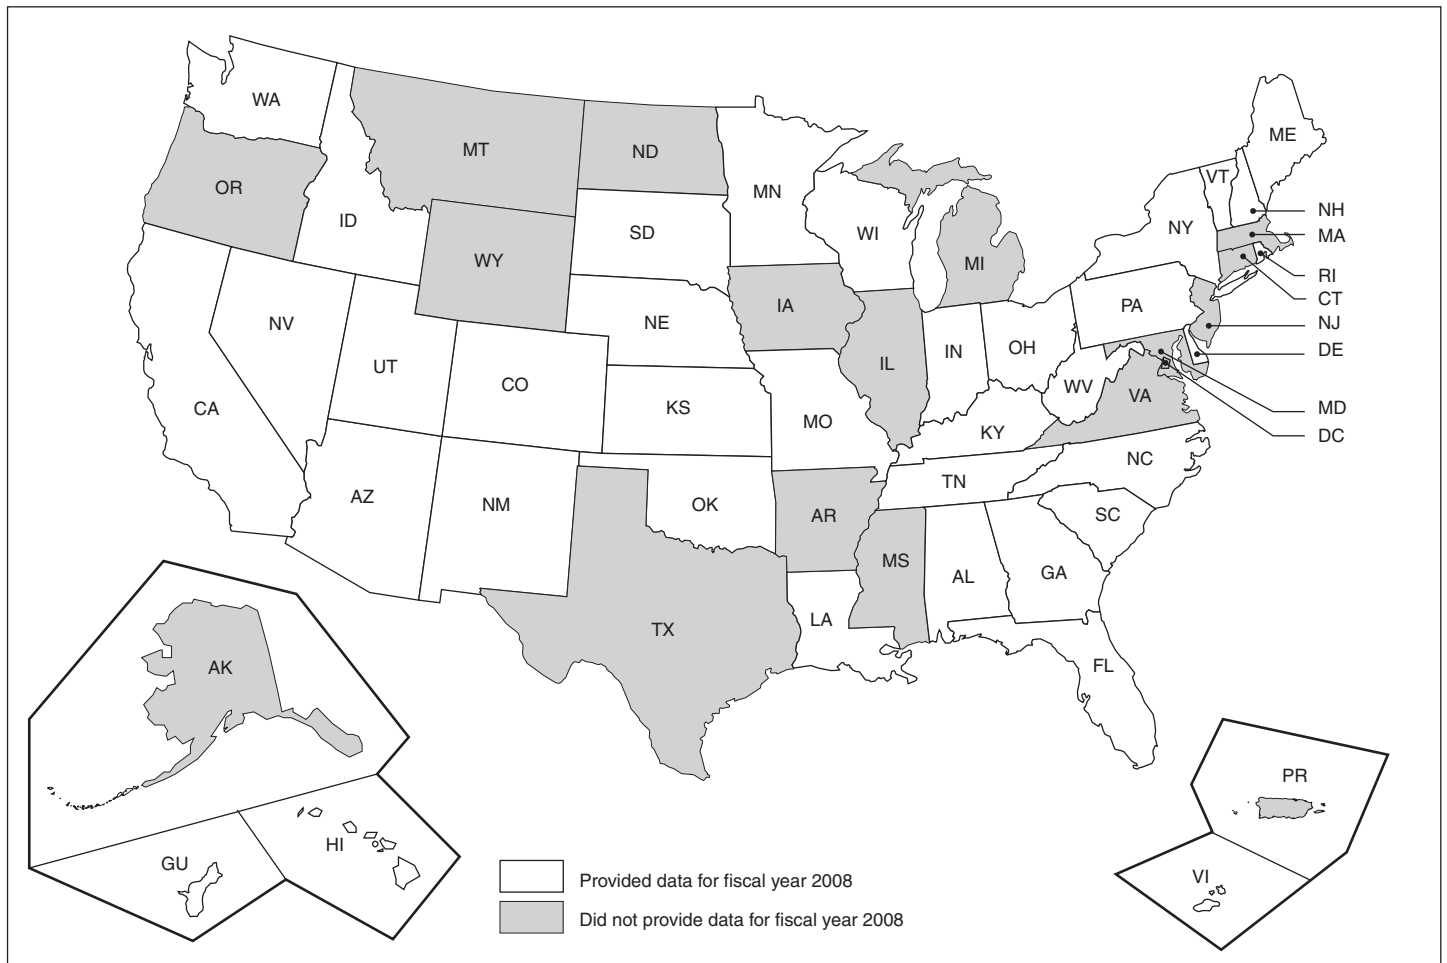 WA
MT
ND
ME
OR
ID
MN
VT
SD
WI
NY
NH
MA
WY
MI
RI
CT
IA
PA
NJ
NV
NE
DE
UT
CO
IL
IN
OH
WV
VA
MD
CA
KS
MO
KY
DC
NC
AZ
NM
OK
TN
AR
SC
MS
AL
GA
LA
TX
FL
AK
PR
HI
GU
VI
Provided data for fiscal year 2008
Did not provide data for fiscal year 2008